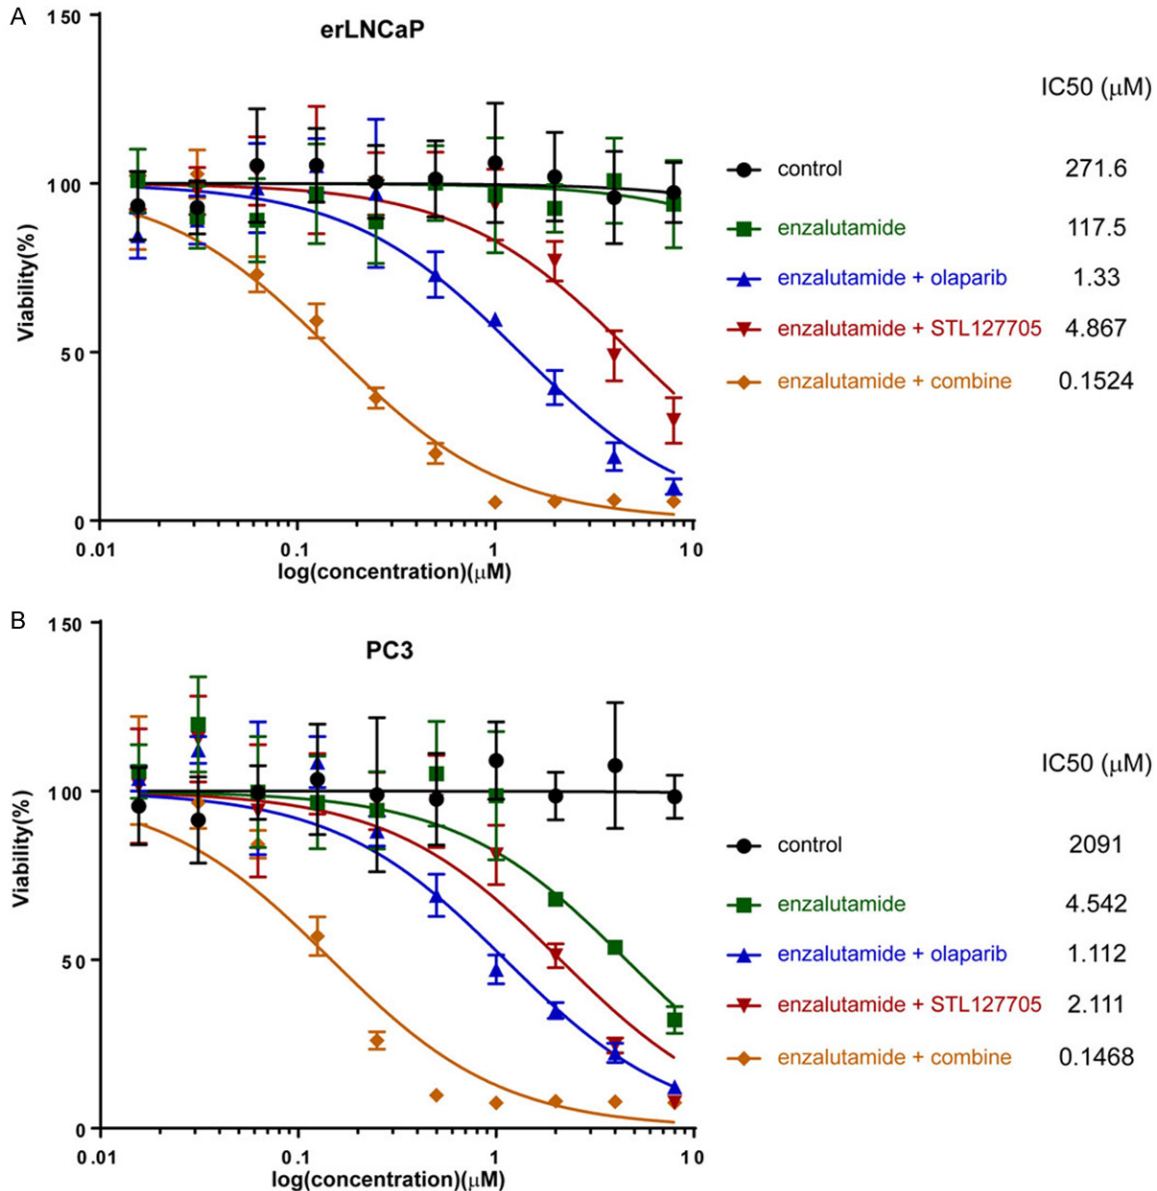 A
erLNCaP
150
100
50
0
Viability(%)
0.01 0.1 1 10
log(concentration)(μM)
IC50 (μM)
control 271.6
enzalutamide 117.5
enzalutamide + olaparib 1.33
enzalutamide + STL127705 4.867
enzalutamide + combine 0.1524
B
PC3
150
100
50
0
Viability(%)
0.01 0.1 1 10
log(concentration)(μM)
IC50 (μM)
control 2091
enzalutamide 4.542
enzalutamide + olaparib 1.112
enzalutamide + STL127705 2.111
enzalutamide + combine 0.1468